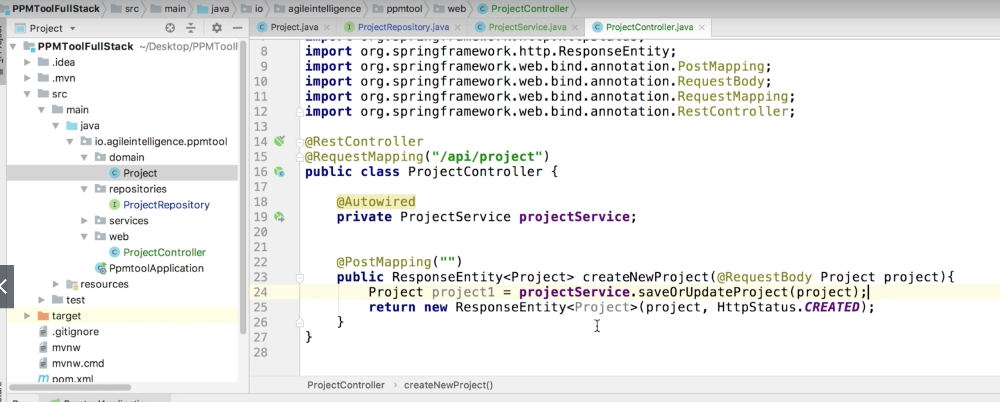 PPMToolFullStack src main java io agileintelligence ppmtool web ProjectController
Project
Project.java ProjectRepository.java ProjectService.java ProjectController.java
PPMToolFullStack ~/Desktop/PPMToolF
.idea
.mvn
src
main
java
io.agileintelligence.ppmtool
domain
Project
repositories
ProjectRepository
services
web
ProjectController
PpmtoolApplication
resources
test
target
.gitignore
mvnw
mvnw.cmd
pom.xml
8 import org.springframework.http.ResponseEntity;
9 import org.springframework.web.bind.annotation.PostMapping;
10 import org.springframework.web.bind.annotation.RequestBody;
11 import org.springframework.web.bind.annotation.RequestMapping;
12 import org.springframework.web.bind.annotation.RestController;
13
14 @RestController
15 @RequestMapping("/api/project")
16 public class ProjectController {
17
18 @Autowired
19 private ProjectService projectService;
20
21
22 @PostMapping("")
23 public ResponseEntity<Project> createNewProject(@RequestBody Project project){
24 Project project1 = projectService.saveOrUpdateProject(project);
25 return new ResponseEntity<Project>(project, HttpStatus.CREATED);
26 }
27 }
28
ProjectController › createNewProject()